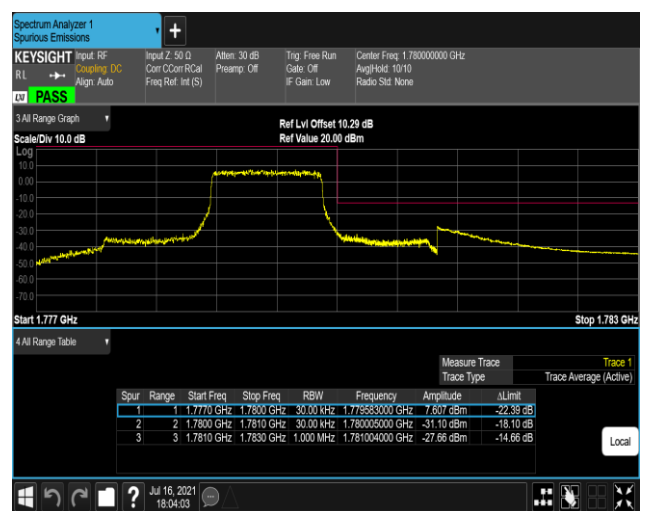 Spectrum Analyzer 1
Spurious Emissions
+
KEYSIGHT Input: RF Input Z: 50 Ω Atten: 30 dB Trig: Free Run Center Freq: 1.780000000 GHz
RL Coupling: DC Corr CCorr RCal Preamp: Off Gate: Off Avg|Hold: 10/10
Align: Auto Freq Ref: Int (S) IF Gain: Low Radio Std: None
LXI PASS
3 All Range Graph
Ref Lvl Offset 10.29 dB
Scale/Div 10.0 dB Ref Value 20.00 dBm
Log
10.0
0.00
-10.0
-20.0
-30.0
-40.0
-50.0
-60.0
-70.0
Start 1.777 GHz Stop 1.783 GHz
4 All Range Table
Measure Trace Trace 1
Trace Type Trace Average (Active)
Spur Range Start Freq Stop Freq RBW Frequency Amplitude ΔLimit
1 1 1.7770 GHz 1.7800 GHz 30.00 kHz 1.779583000 GHz 7.607 dBm -22.39 dB
2 2 1.7800 GHz 1.7810 GHz 30.00 kHz 1.780005000 GHz -31.10 dBm -18.10 dB
3 3 1.7810 GHz 1.7830 GHz 1.000 MHz 1.781004000 GHz -27.66 dBm -14.66 dB
Local
? Jul 16, 2021
18:04:03